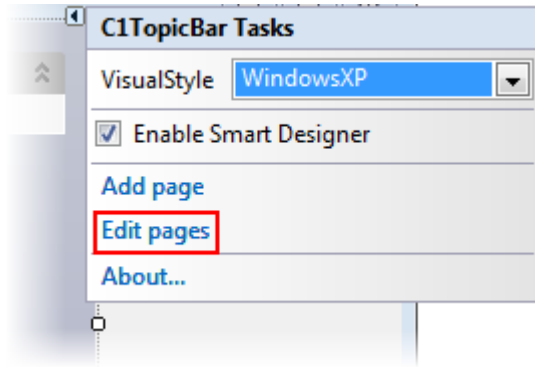 C1TopicBar Tasks
VisualStyle WindowsXP
Enable Smart Designer
Add page
Edit pages
About...